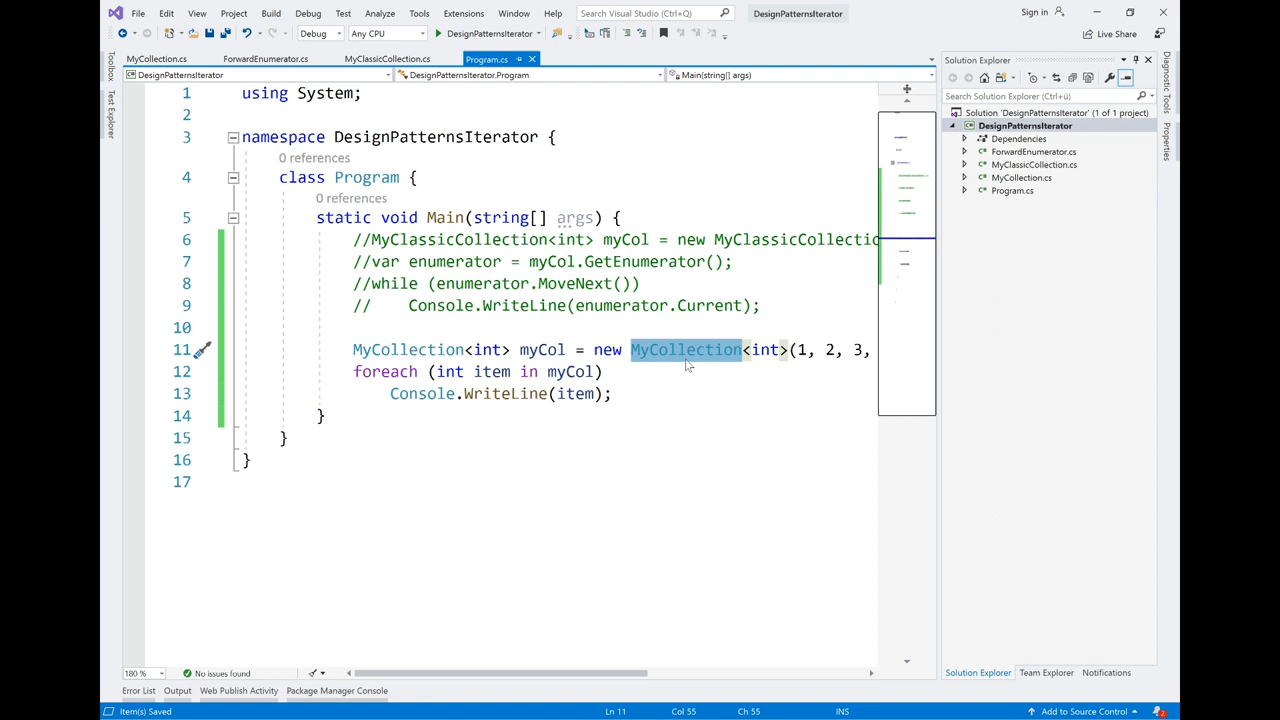 File Edit View Project Build Debug Test Analyze Tools Extensions Window Help Search Visual Studio (Ctrl+Q) DesignPatternsIterator Sign in
Debug Any CPU DesignPatternsIterator Live Share
MyCollection.cs ForwardEnumerator.cs MyClassicCollection.cs Program.cs
DesignPatternsIterator DesignPatternsIterator.Program Main(string[] args)
Toolbox
Test Explorer
1 using System;
2
3 namespace DesignPatternsIterator {
0 references
4 class Program {
0 references
5 static void Main(string[] args) {
6 //MyClassicCollection<int> myCol = new MyClassicCollectio
7 //var enumerator = myCol.GetEnumerator();
8 //while (enumerator.MoveNext())
9 // Console.WriteLine(enumerator.Current);
10
11 MyCollection<int> myCol = new MyCollection<int>(1, 2, 3,
12 foreach (int item in myCol)
13 Console.WriteLine(item);
14 }
15 }
16 }
17
Solution Explorer
Search Solution Explorer (Ctrl+ü)
Solution 'DesignPatternsIterator' (1 of 1 project)
DesignPatternsIterator
Dependencies
ForwardEnumerator.cs
MyClassicCollection.cs
MyCollection.cs
Program.cs
Diagnostic Tools
Properties
180 % No issues found
Solution Explorer Team Explorer Notifications
Error List Output Web Publish Activity Package Manager Console
Item(s) Saved Ln 11 Col 55 Ch 55 INS Add to Source Control 2